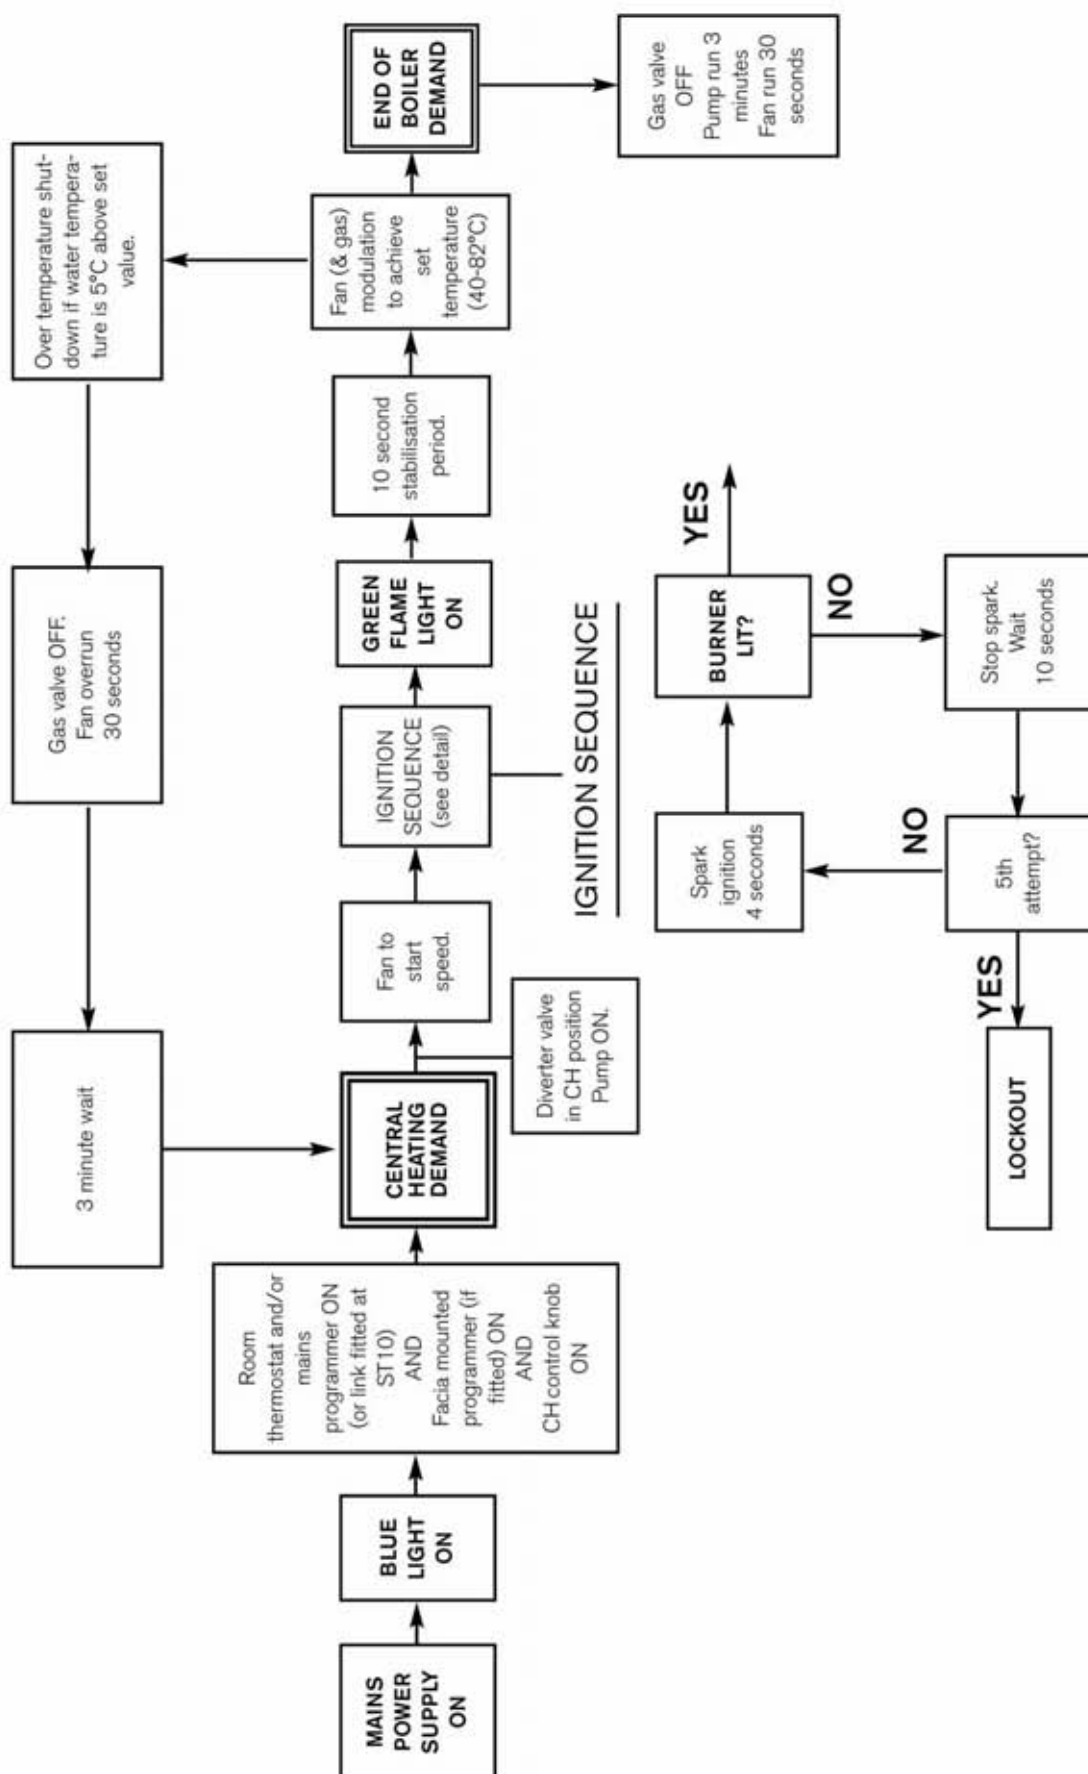 Over temperature shut-
down if water tempera-
ture is 5°C above set
value.
Gas valve OFF.
Fan overrun
30 seconds
3 minute wait
MAINS
POWER
SUPPLY
ON
BLUE
LIGHT
ON
Room
thermostat and/or
mains
programmer ON
(or link fitted at
ST10)
AND
Facia mounted
programmer (if
fitted) ON
AND
CH control knob
ON
CENTRAL
HEATING
DEMAND
Diverter valve
in CH position
Pump ON.
Fan to
start
speed.
IGNITION
SEQUENCE
(see detail)
GREEN
FLAME
LIGHT
ON
10 second
stabilisation
period.
Fan (& gas)
modulation
to achieve
set
temperature
(40-82°C)
END OF
BOILER
DEMAND
Gas valve
OFF
Pump run 3
minutes
Fan run 30
seconds
IGNITION SEQUENCE
Spark
ignition
4 seconds
BURNER
LIT?
YES
NO
Stop spark.
Wait
10 seconds
5th
attempt?
NO
YES
LOCKOUT